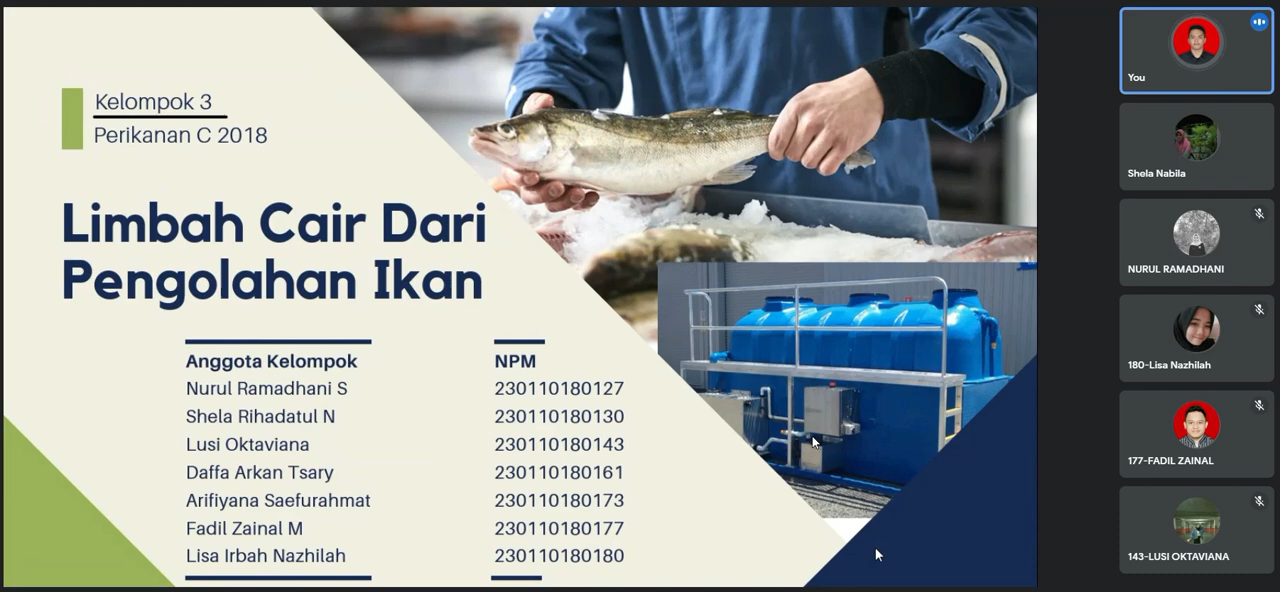 Kelompok 3
Perikanan C 2018
Limbah Cair Dari
Pengolahan Ikan
Anggota Kelompok NPM
Nurul Ramadhani S 230110180127
Shela Rihadatul N 230110180130
Lusi Oktaviana 230110180143
Daffa Arkan Tsary 230110180161
Arifiyana Saefurahmat 230110180173
Fadil Zainal M 230110180177
Lisa Irbah Nazhilah 230110180180
You
Shela Nabila
NURUL RAMADHANI
180-Lisa Nazhilah
177-FADIL ZAINAL
143-LUSI OKTAVIANA